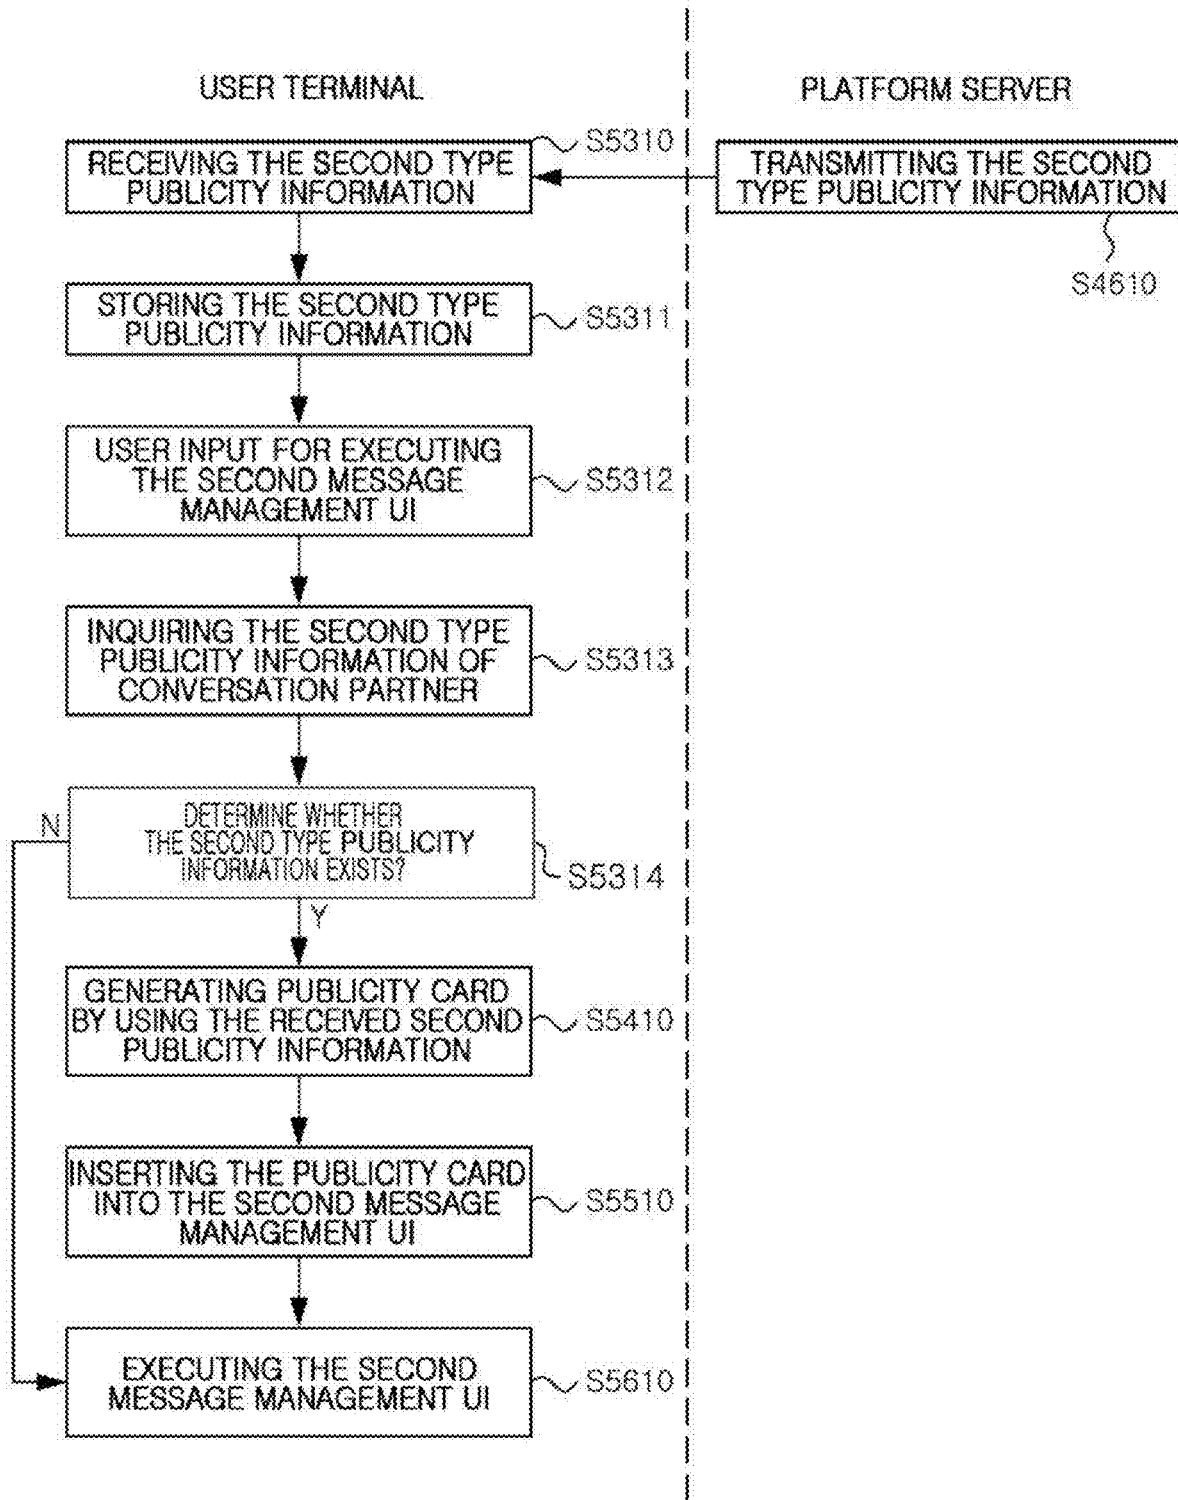 USER TERMINAL
PLATFORM SERVER
S5310
RECEIVING THE SECOND TYPE
PUBLICITY INFORMATION
TRANSMITTING THE SECOND
TYPE PUBLICITY INFORMATION
S4610
STORING THE SECOND TYPE
PUBLICITY INFORMATION
S5311
USER INPUT FOR EXECUTING
THE SECOND MESSAGE
MANAGEMENT UI
S5312
INQUIRING THE SECOND TYPE
PUBLICITY INFORMATION OF
CONVERSATION PARTNER
S5313
N
DETERMINE WHETHER
THE SECOND TYPE PUBLICITY
INFORMATION EXISTS?
S5314
Y
GENERATING PUBLICITY CARD
BY USING THE RECEIVED SECOND
PUBLICITY INFORMATION
S5410
INSERTING THE PUBLICITY CARD
INTO THE SECOND MESSAGE
MANAGEMENT UI
S5510
EXECUTING THE SECOND
MESSAGE MANAGEMENT UI
S5610